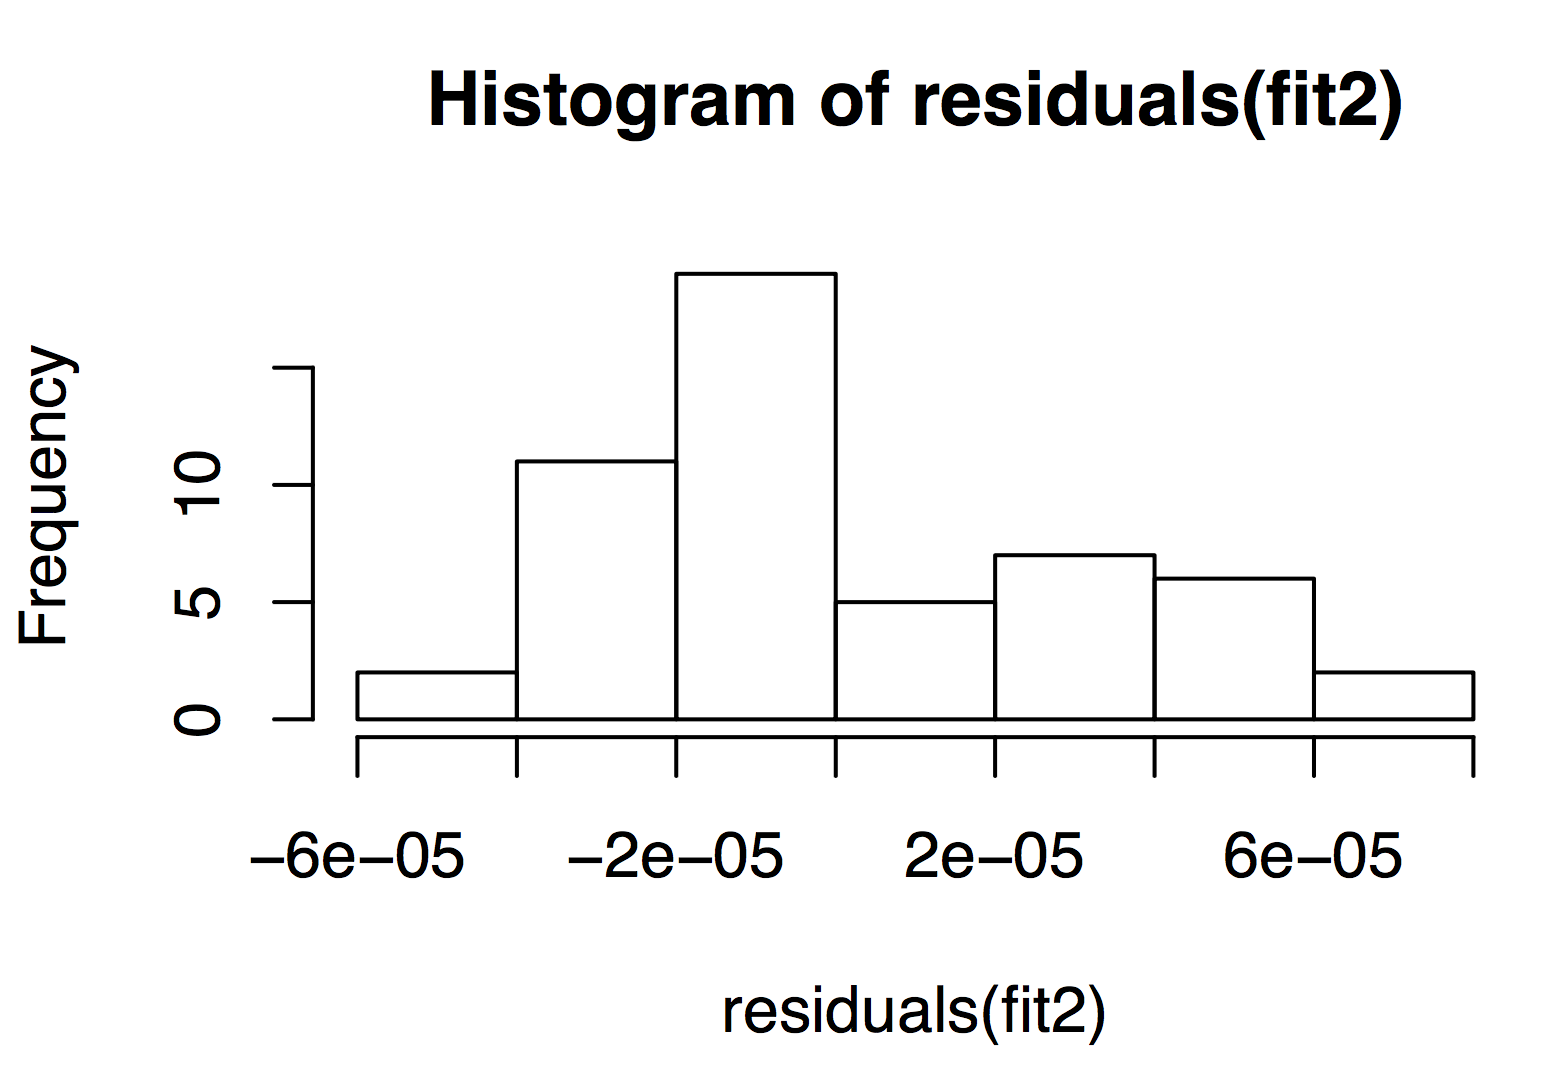 Histogram of residuals(fit2)
Frequency
10
5
0
−6e−05 −2e−05 2e−05 6e−05
residuals(fit2)